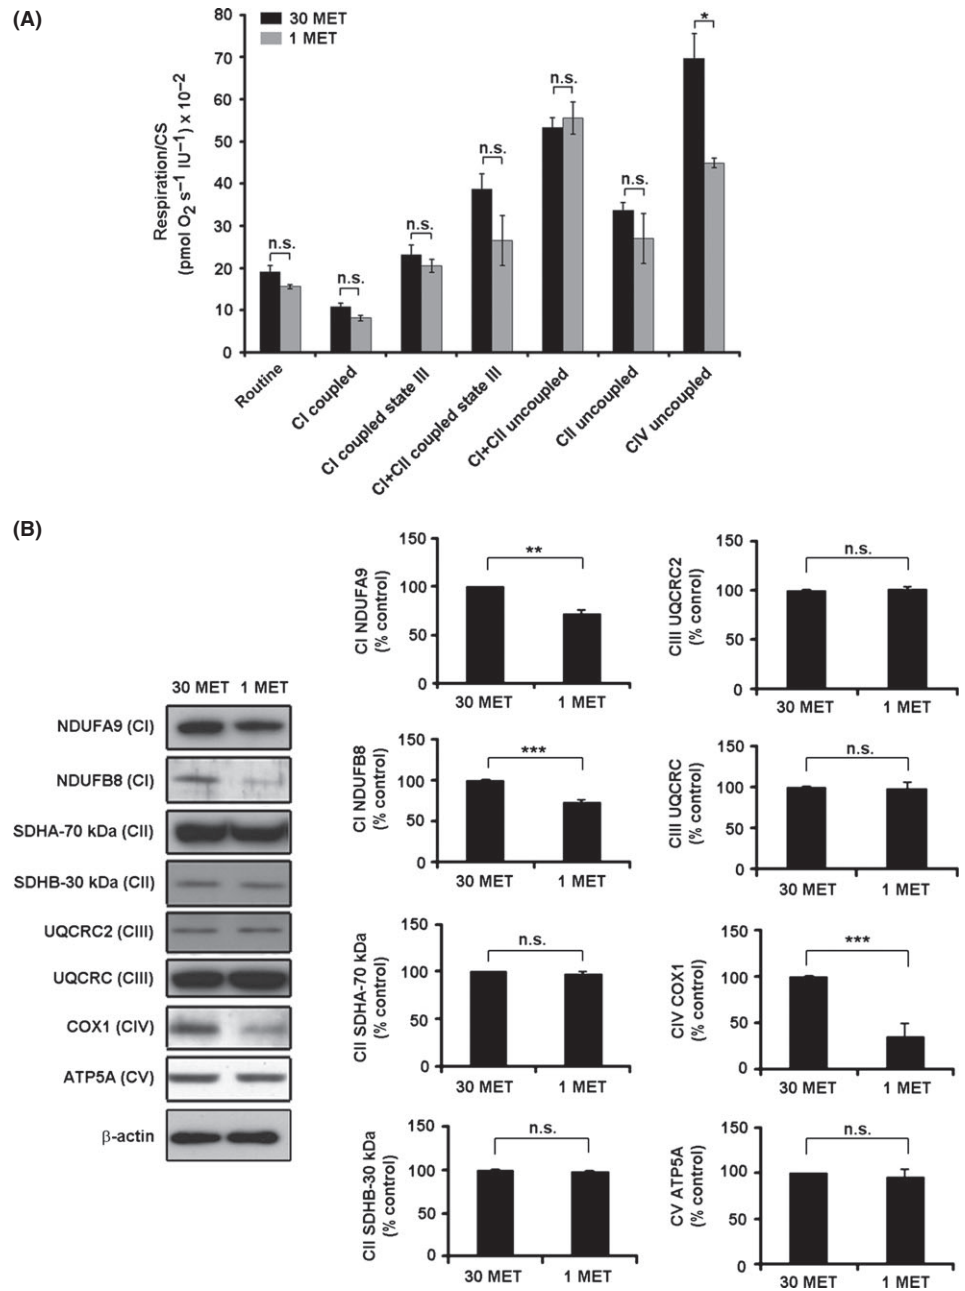 (A)
30 MET
1 MET
Respiration/CS
(pmol O2 s−1 IU−1) x 10−2
80
70
60
50
40
30
20
10
0
n.s.
n.s.
n.s.
n.s.
n.s.
n.s.
*
Routine
CI coupled
CI coupled state III
CI+CII coupled state III
CI+CII uncoupled
CII uncoupled
CIV uncoupled
(B)
30 MET 1 MET
NDUFA9 (CI)
NDUFB8 (CI)
SDHA-70 kDa (CII)
SDHB-30 kDa (CII)
UQCRC2 (CIII)
UQCRC (CIII)
COX1 (CIV)
ATP5A (CV)
β-actin
CI NDUFA9
(% control)
150
100
50
0
**
30 MET 1 MET
CIII UQCRC2
(% conrol)
150
100
50
0
n.s.
30 MET 1 MET
CI NDUFB8
(% control)
150
100
50
0
***
30 MET 1 MET
CIII UQCRC
(% control)
150
100
50
0
n.s.
30 MET 1 MET
CII SDHA-70 kDa
(% control)
150
100
50
0
n.s.
30 MET 1 MET
CIV COX1
(% control)
150
100
50
0
***
30 MET 1 MET
CII SDHB-30 kDa
(% control)
150
100
50
0
n.s.
30 MET 1 MET
CV ATP5A
(% control)
150
100
50
0
n.s.
30 MET 1 MET